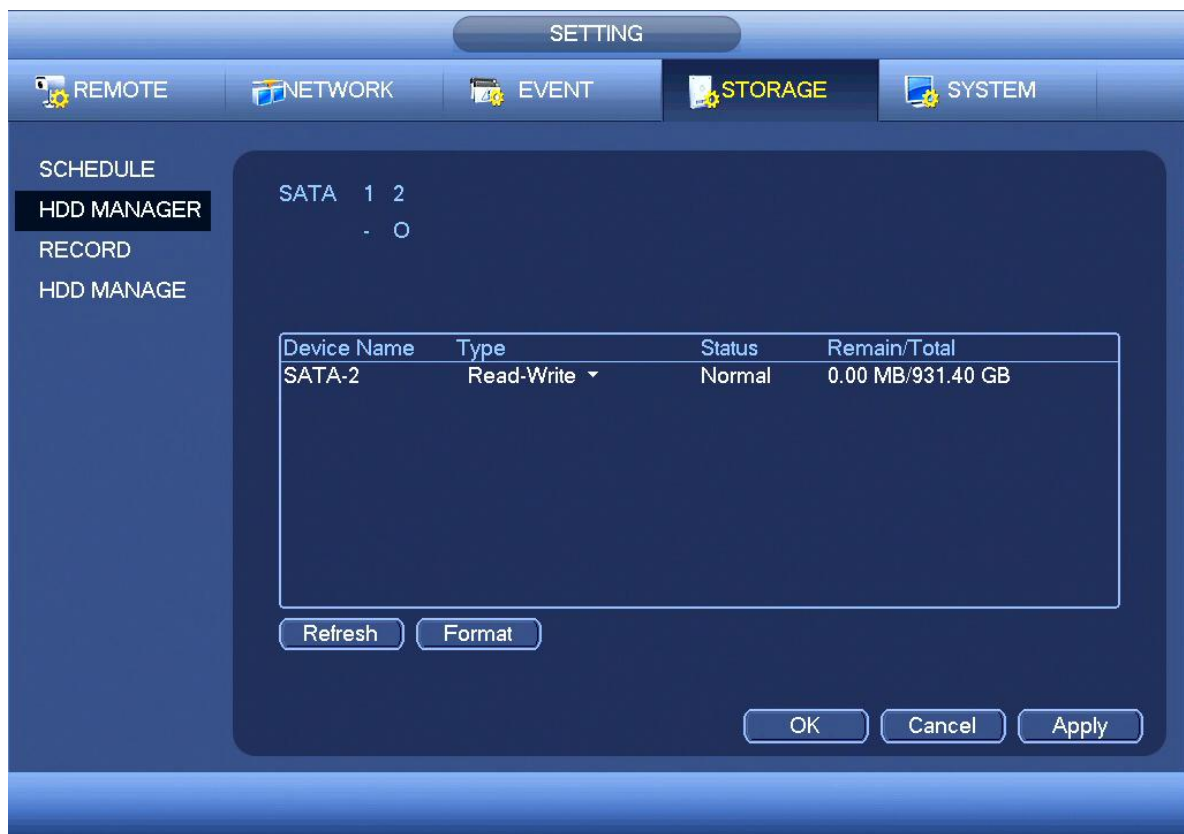 SETTING
REMOTE NETWORK EVENT STORAGE SYSTEM
SCHEDULE
HDD MANAGER
RECORD
HDD MANAGE
SATA 1 2
- O
Device Name Type Status Remain/Total
SATA-2 Read-Write Normal 0.00 MB/931.40 GB
Refresh Format
OK Cancel Apply